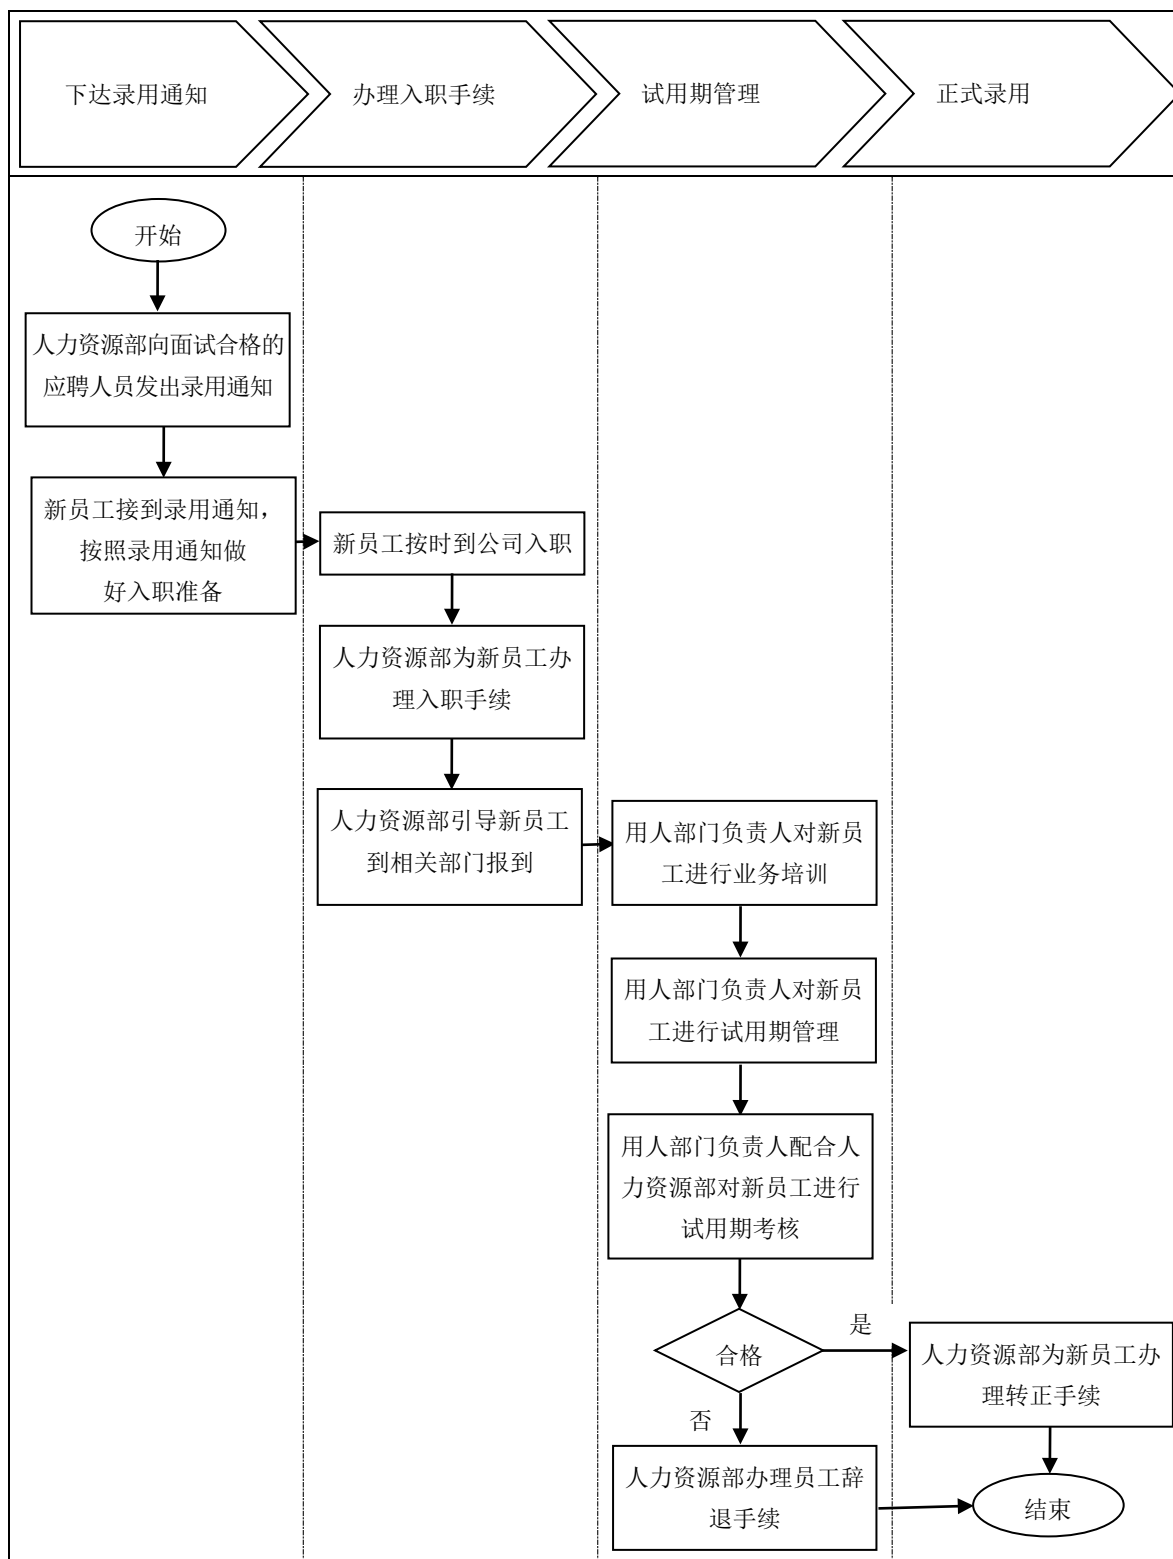 下达录用通知
办理入职手续
试用期管理
正式录用
开始
人力资源部向面试合格的
应聘人员发出录用通知
新员工接到录用通知，
按照录用通知做
好入职准备
新员工按时到公司入职
人力资源部为新员工办
理入职手续
人力资源部引导新员工
到相关部门报到
用人部门负责人对新员
工进行业务培训
用人部门负责人对新员
工进行试用期管理
用人部门负责人配合人
力资源部对新员工进行
试用期考核
合格
是
人力资源部为新员工办
理转正手续
否
人力资源部办理员工辞
退手续
结束